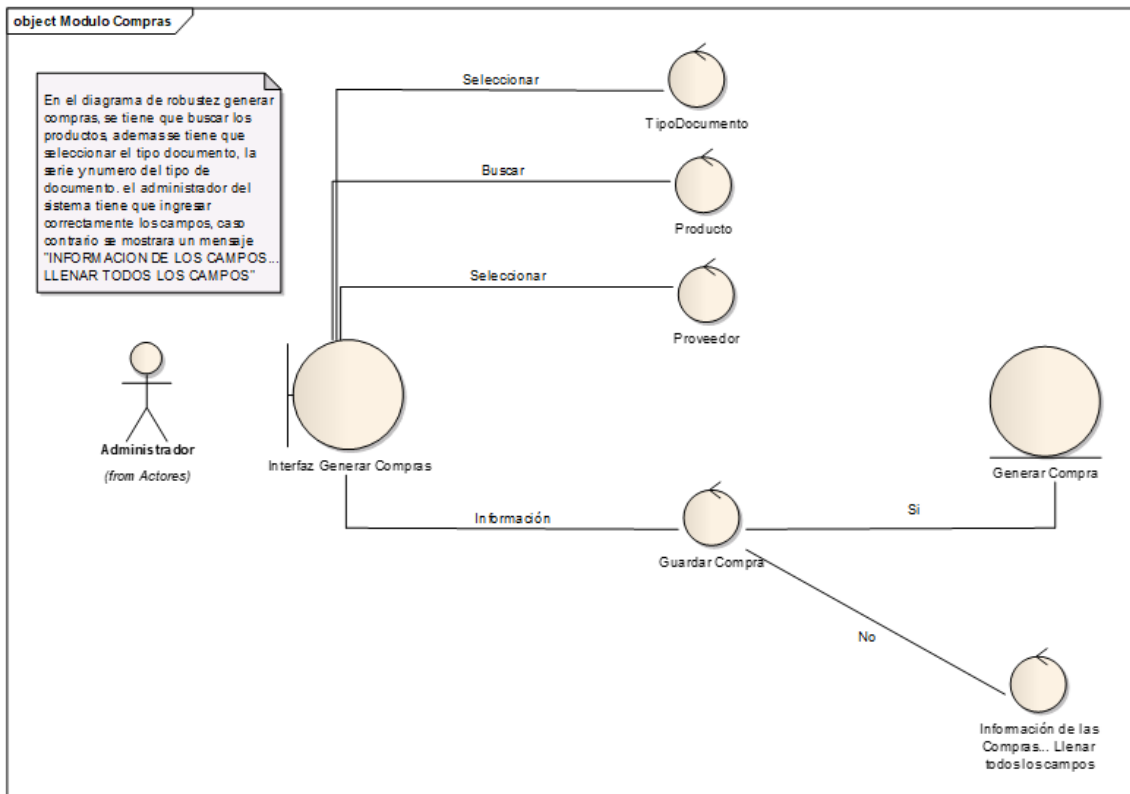 object Modulo Compras
En el diagrama de robustez generar
compras, se tiene que buscar los
productos, ademas se tiene que
seleccionar el tipo documento, la
serie y numero del tipo de
documento. el administrador del
sistema tiene que ingresar
correctamente los campos, caso
contrario se mostrara un mensaje
"INFORMACION DE LOS CAMPOS...
LLENAR TODOS LOS CAMPOS"
Seleccionar
TipoDocumento
Buscar
Producto
Seleccionar
Proveedor
Administrador
(from Actores)
Interfaz Generar Compras
Generar Compra
Información
Si
Guardar Compra
No
Información de las
Compras... Llenar
todos los campos